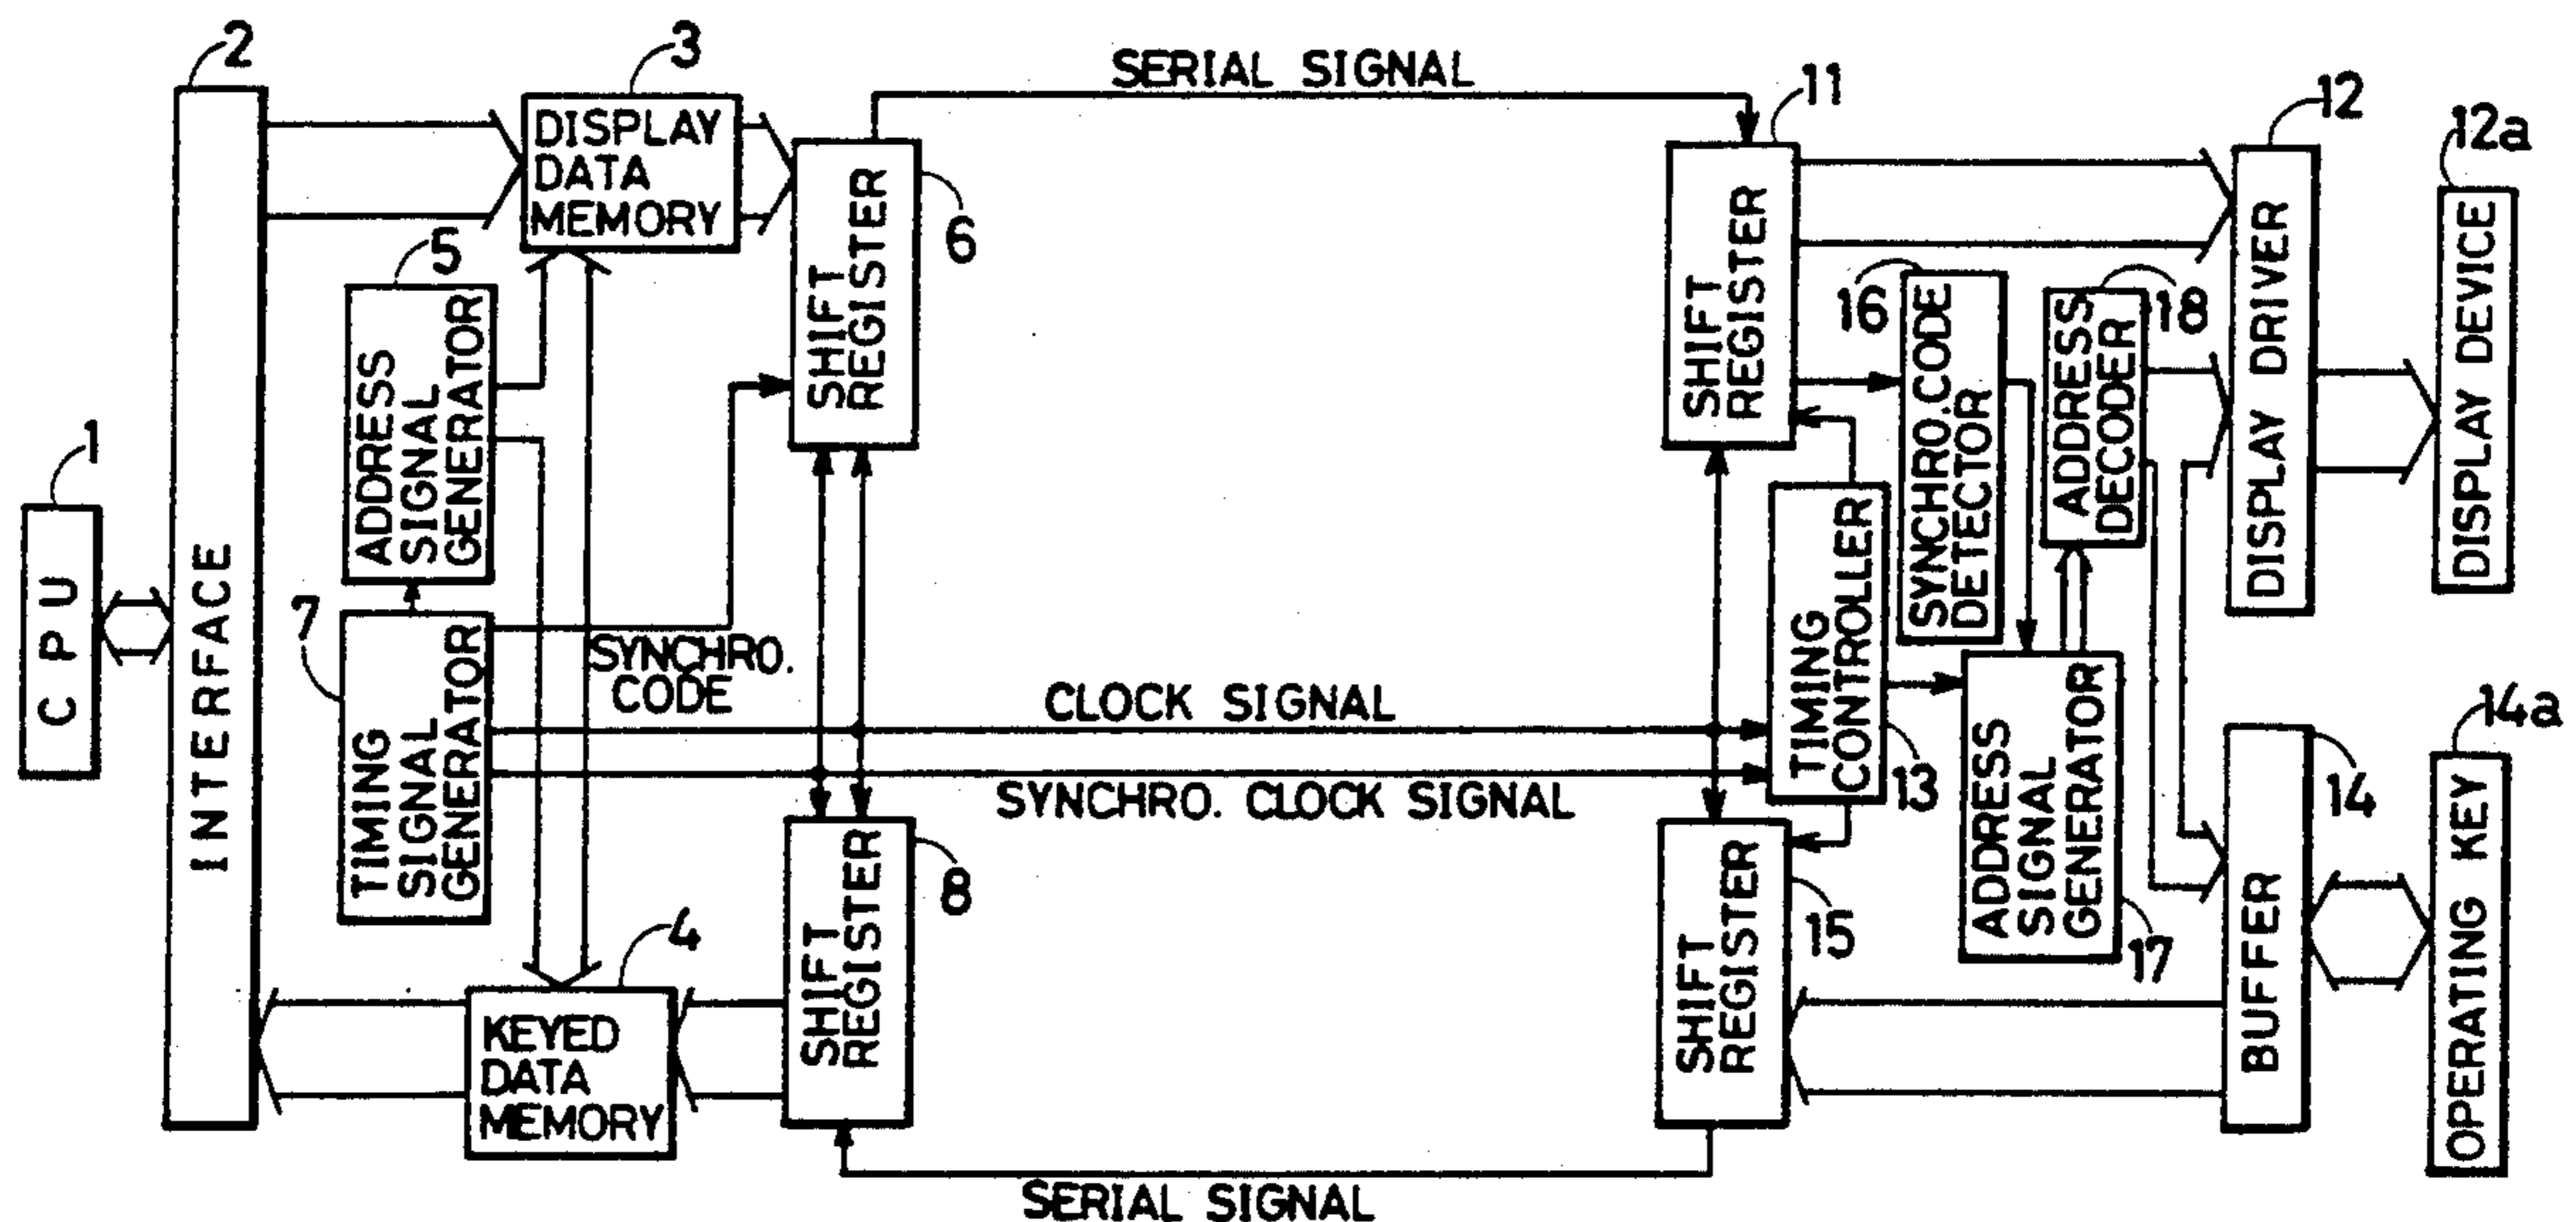 1
C P U
2
INTERFACE
3
DISPLAY
DATA
MEMORY
5
ADDRESS
SIGNAL
GENERATOR
7
TIMING
SIGNAL
GENERATOR
SYNCHRO.
CODE
4
KEYED
DATA
MEMORY
6
SHIFT
REGISTER
8
SHIFT
REGISTER
SERIAL SIGNAL
CLOCK SIGNAL
SYNCHRO. CLOCK SIGNAL
SERIAL SIGNAL
11
SHIFT
REGISTER
13
TIMING
CONTROLLER
15
SHIFT
REGISTER
16
SYNCHRO.CODE
DETECTOR
17
ADDRESS
SIGNAL
GENERATOR
18
ADDRESS
DECODER
12
DISPLAY DRIVER
12a
DISPLAY DEVICE
14
BUFFER
14a
OPERATING KEY